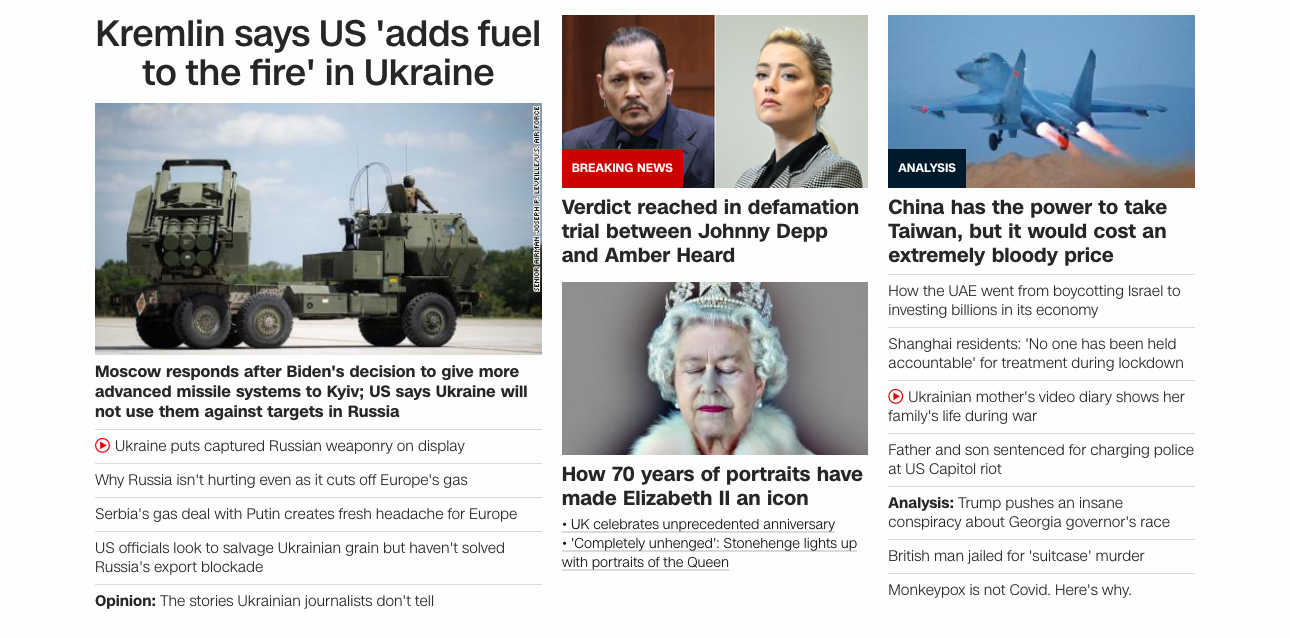 Kremlin says US 'adds fuel
to the fire' in Ukraine
SENIOR AIRMAN JOSEPH P. LEVEILLE/U.S. AIR FORCE
Moscow responds after Biden's decision to give more
advanced missile systems to Kyiv; US says Ukraine will
not use them against targets in Russia
Ukraine puts captured Russian weaponry on display
Why Russia isn't hurting even as it cuts off Europe's gas
Serbia's gas deal with Putin creates fresh headache for Europe
US officials look to salvage Ukrainian grain but haven't solved
Russia's export blockade
Opinion: The stories Ukrainian journalists don't tell
BREAKING NEWS
Verdict reached in defamation
trial between Johnny Depp
and Amber Heard
How 70 years of portraits have
made Elizabeth II an icon
• UK celebrates unprecedented anniversary
• 'Completely unhenged': Stonehenge lights up
with portraits of the Queen
ANALYSIS
China has the power to take
Taiwan, but it would cost an
extremely bloody price
How the UAE went from boycotting Israel to
investing billions in its economy
Shanghai residents: 'No one has been held
accountable' for treatment during lockdown
Ukrainian mother's video diary shows her
family's life during war
Father and son sentenced for charging police
at US Capitol riot
Analysis: Trump pushes an insane
conspiracy about Georgia governor's race
British man jailed for 'suitcase' murder
Monkeypox is not Covid. Here's why.